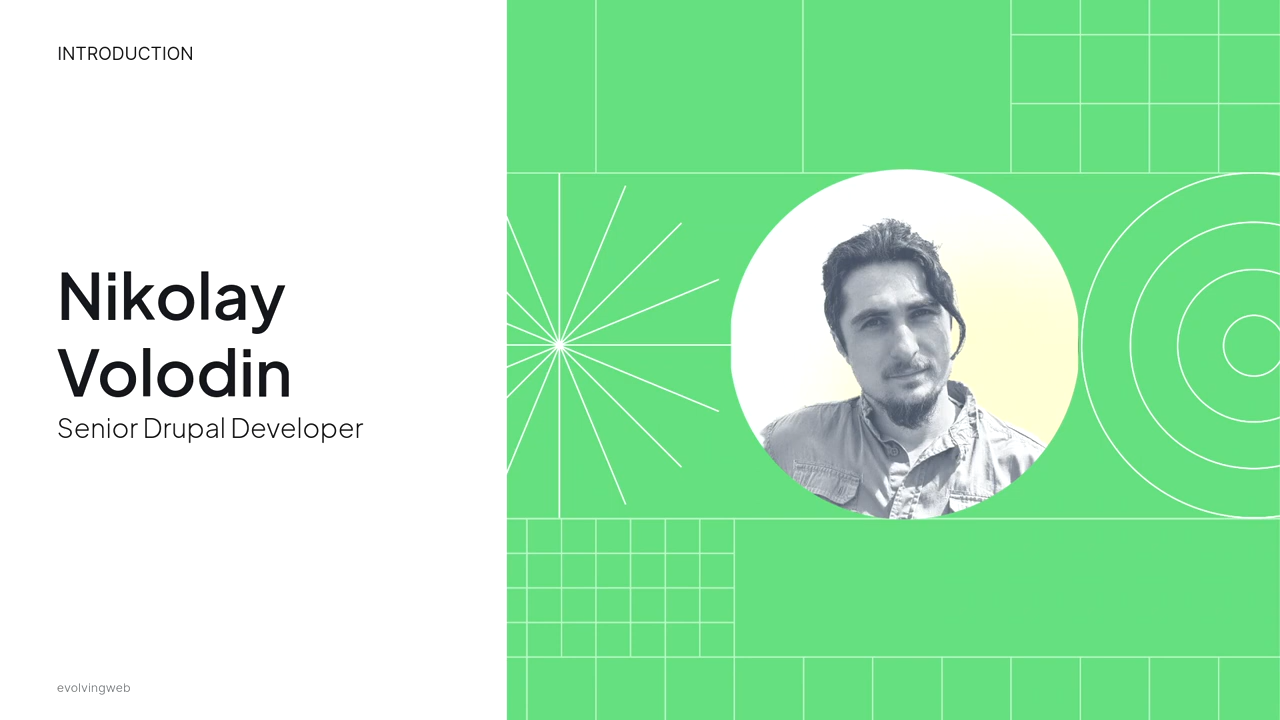 INTRODUCTION
Nikolay
Volodin
Senior Drupal Developer
evolvingweb